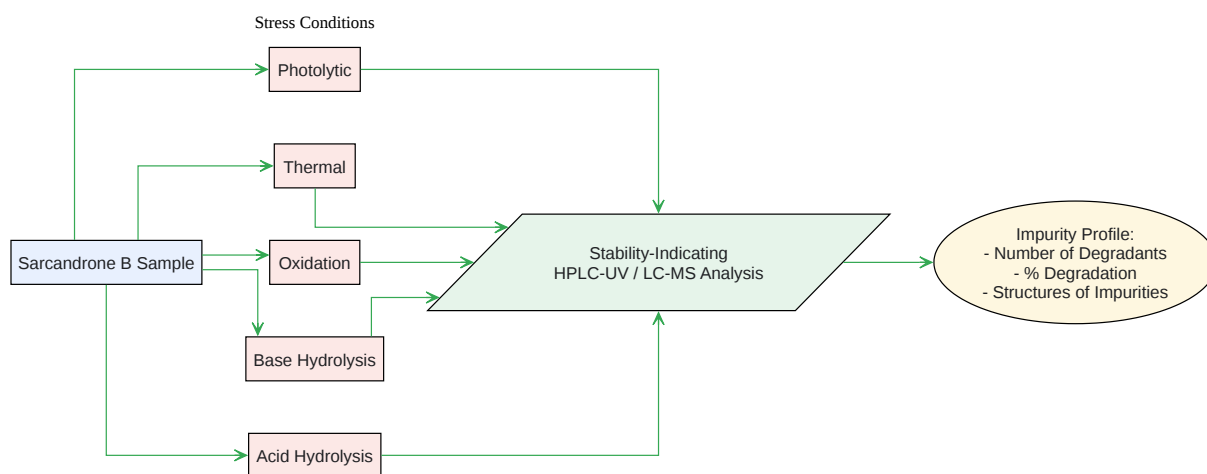 Stress Conditions
Photolytic
Thermal
Sarcandrone B Sample
Oxidation
Base Hydrolysis
Acid Hydrolysis
Stability-Indicating
HPLC-UV / LC-MS Analysis
Impurity Profile:
- Number of Degradants
- % Degradation
- Structures of Impurities